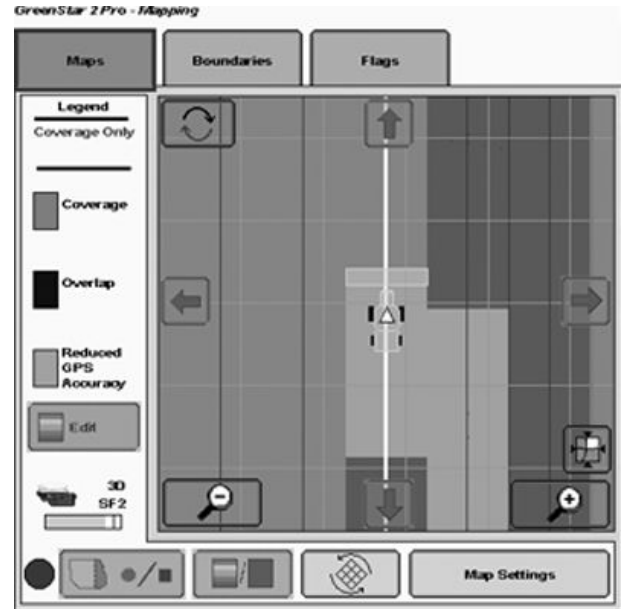 GreenStar 2 Pro - Mapping
Maps
Boundaries
Flags
Legend
Coverage Only
Coverage
Overlap
Reduced
GPS
Accuracy
Edit
3D
SF2
Map Settings